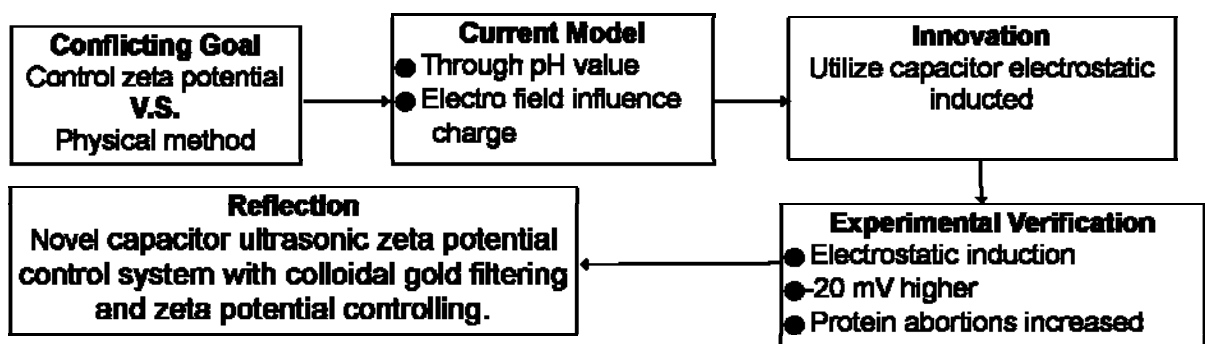 Conflicting Goal
Control zeta potential
V.S.
Physical method
Current Model
● Through pH value
● Electro field influence
charge
Innovation
Utilize capacitor electrostatic
inducted
Experimental Verification
● Electrostatic induction
● -20 mV higher
● Protein abortions increased
Reflection
Novel capacitor ultrasonic zeta potential
control system with colloidal gold filtering
and zeta potential controlling.